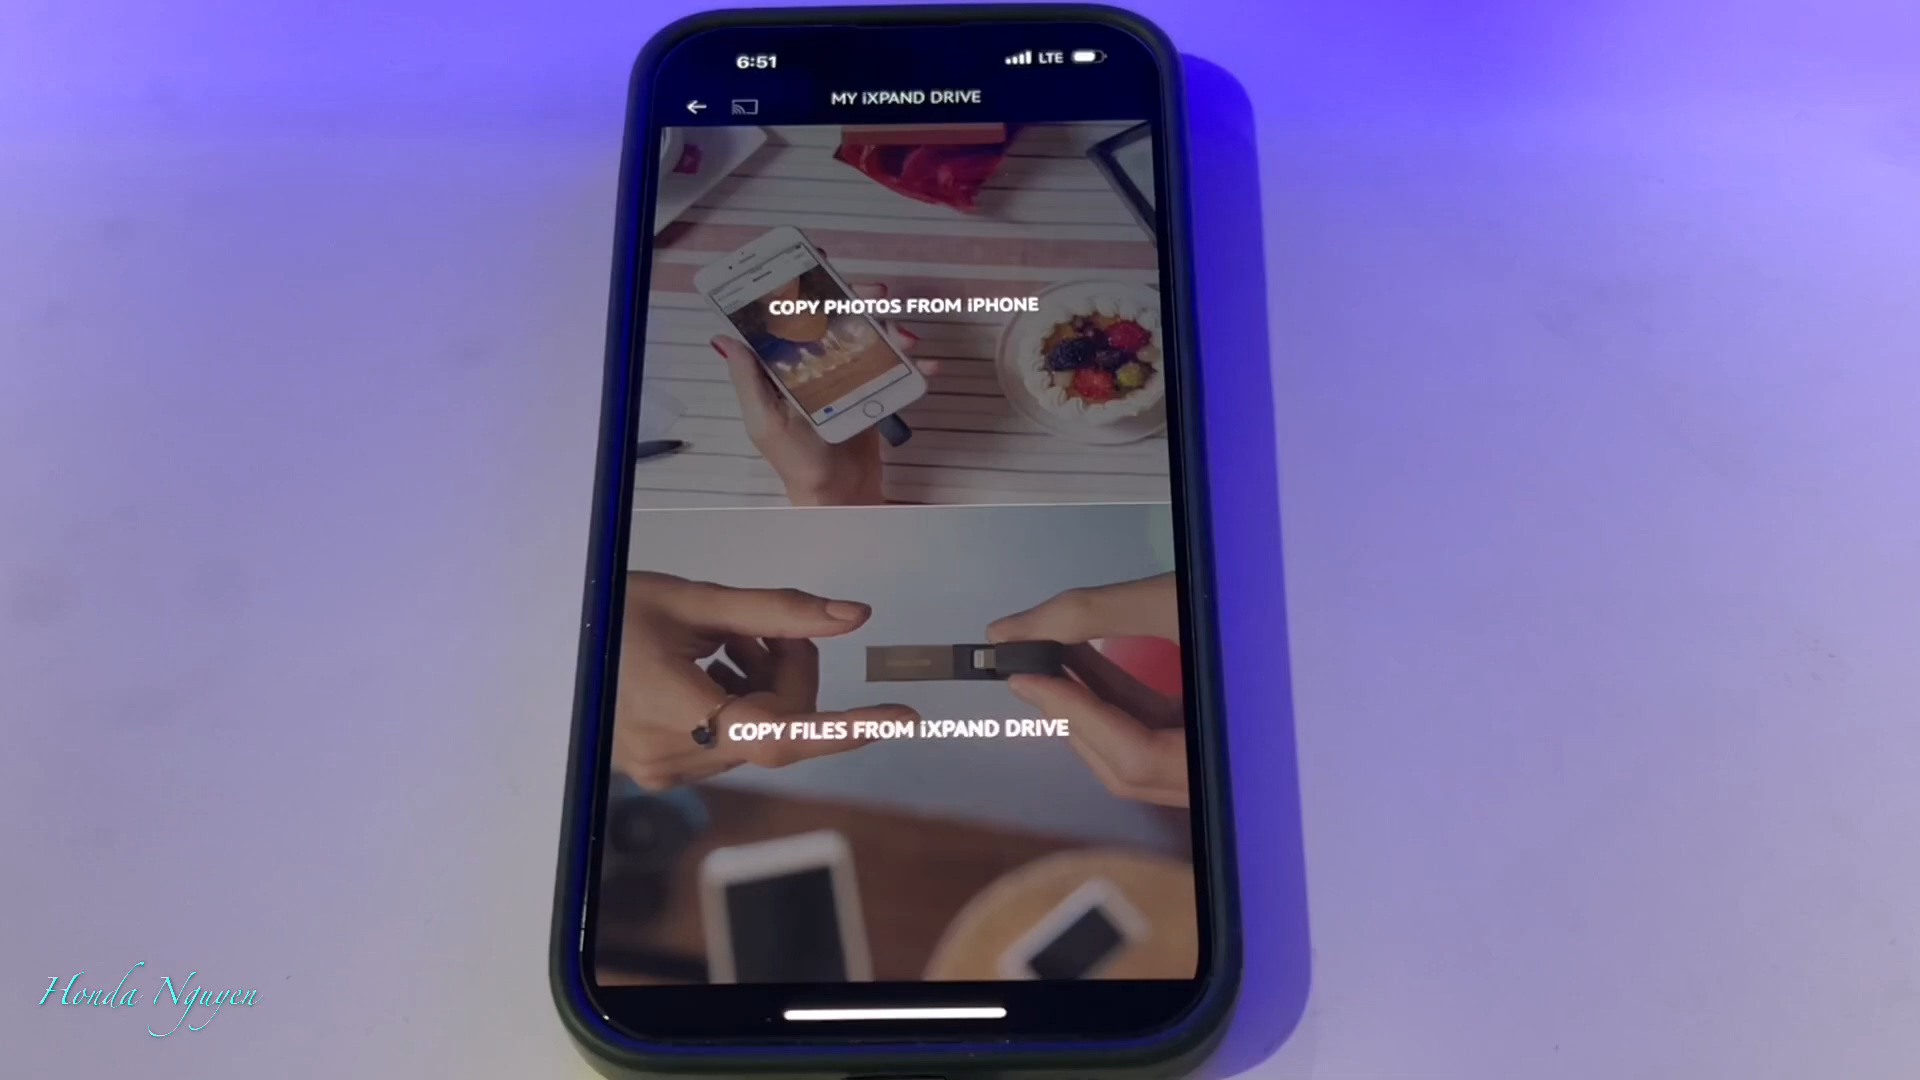 6:51
LTE
MY iXPAND DRIVE
COPY PHOTOS FROM iPHONE
COPY FILES FROM iXPAND DRIVE
Honda Nguyen